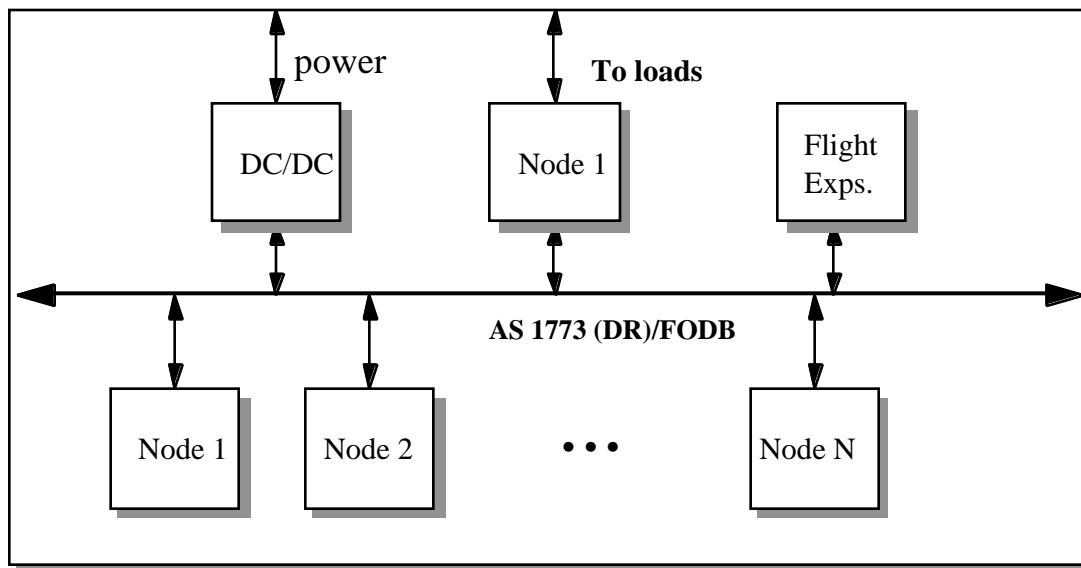 power
To loads
DC/DC
Node 1
Flight
Exps.
AS 1773 (DR)/FODB
Node 1
Node 2
• • •
Node N